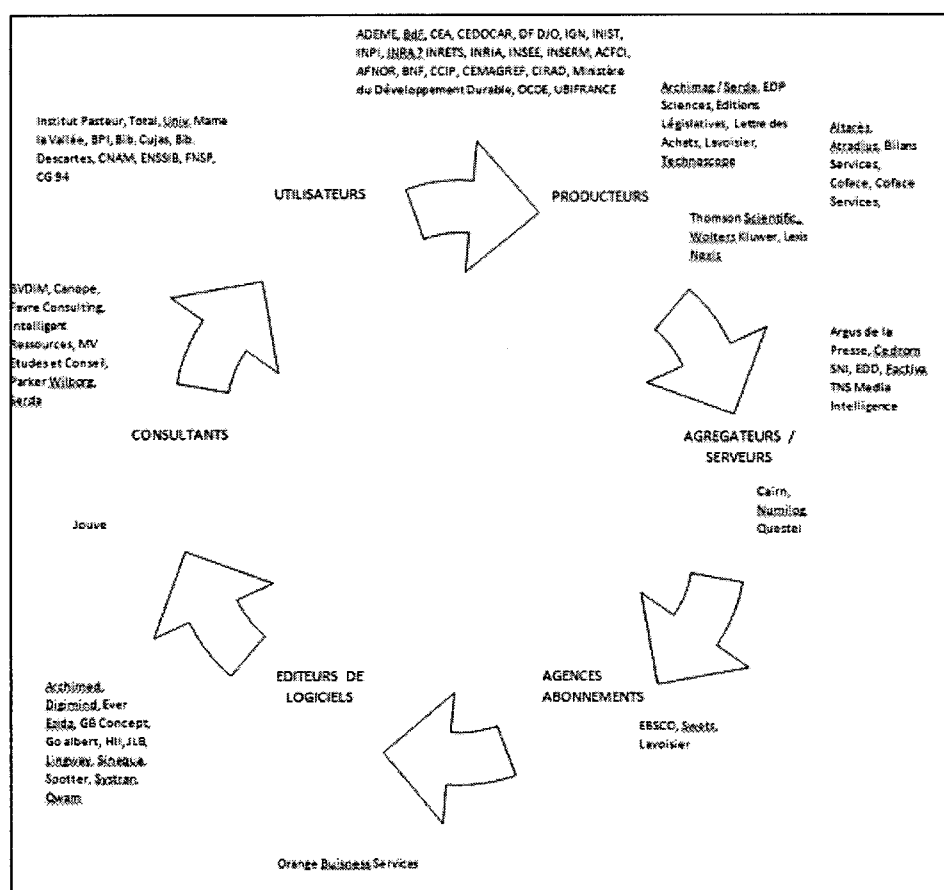 ADEME, BdF, CEA, CEDOCAR, DF DJO, IGN, INIST,
INPI, INRA? INRETS, INRIA, INSEE, INSERM, ACFCI,
AFNOR, BNF, CCIP, CEMAGREF, CIRAD, Ministère
du Développement Durable, OCDE, UBIFRANCE
Institut Pasteur, Total, Univ. Marne
la Vallée, BPI, Bib. Cujas, Bib.
Descartes, CNAM, ENSSIB, FNSP,
CG 94
Archimag / Serda, EDP
Sciences, Editions
Législatives, Lettre des
Achats, Lavoisier,
Technoscope
Altarès,
Atradius, Bilans
Services,
Coface, Coface
Services,
UTILISATEURS
PRODUCTEURS
Thomson Scientific,
Wolters Kluwer, Lexis
Nexis
SVDIM, Canope,
Favre Consulting,
Intelligent
Ressources, MV
Etudes et Conseil,
Parker Wilborg,
Serda
Argus de la
Presse, Cedrom
SNI, EDD, Factiva,
TNS Media
Intelligence
CONSULTANTS
AGREGATEURS /
SERVEURS
Cairn,
Numilog
Questel
Jouve
EDITEURS DE
LOGICIELS
AGENCES
ABONNEMENTS
Archimed,
Digimind, Ever
Ezida, GB Concept,
Go albert, HII, JLB,
Lingway, Sinequa,
Spotter, Systran,
Qwam
EBSCO, Swets,
Lavoisier
Orange Buisness Services